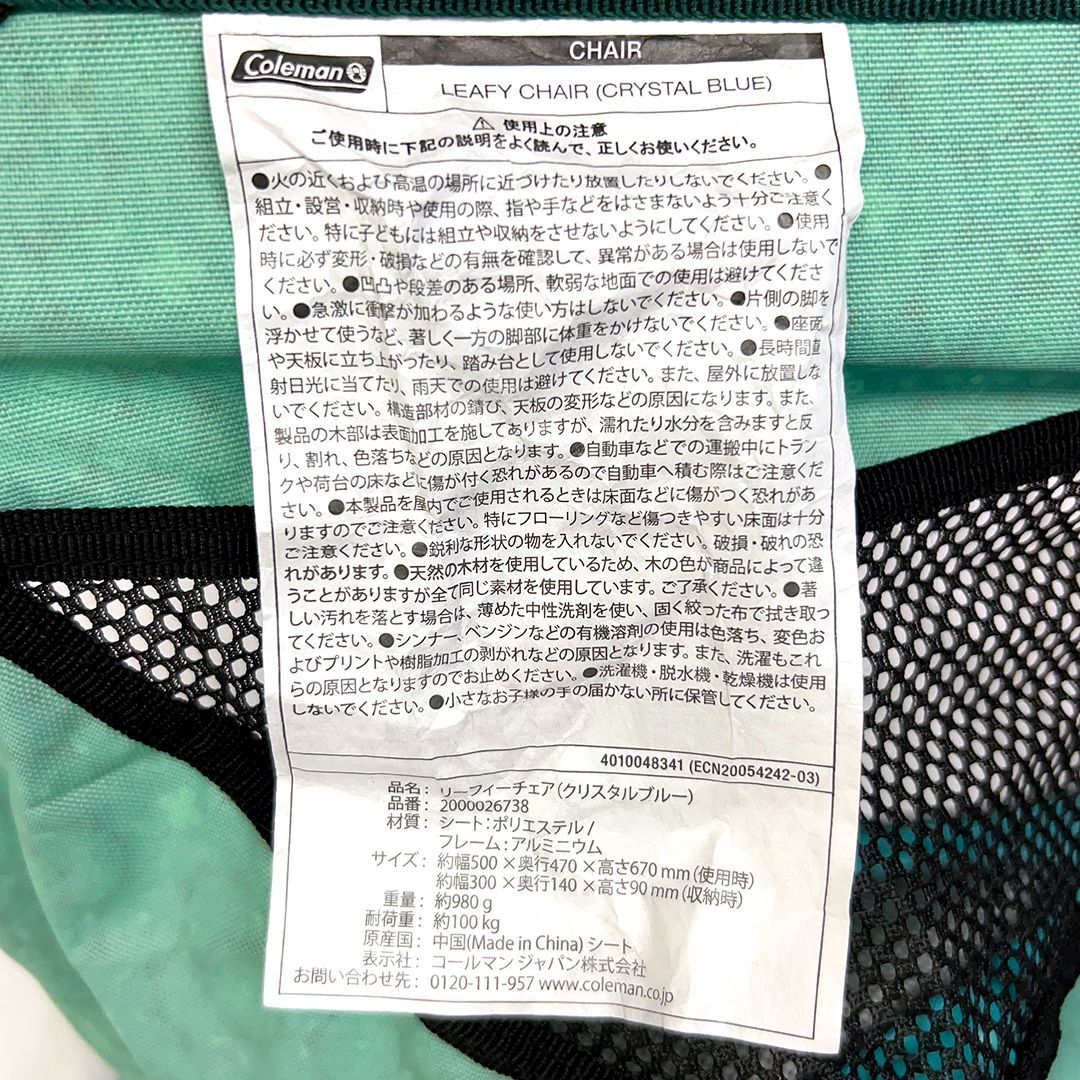 Coleman
CHAIR
LEAFY CHAIR (CRYSTAL BLUE)
⚠ 使用上の注意
ご使用時に下記の説明をよく読んで、正しくお使いください。
●火の近くおよび高温の場所に近づけたり放置したりしないでください。●
組立・設営・収納時や使用の際、指や手などをはさまないよう十分ご注意く
ださい。特に子どもには組立や収納をさせないようにしてください。●使用
時に必ず変形・破損などの有無を確認して、異常がある場合は使用しないで
ください。●凹凸や段差のある場所、軟弱な地面での使用は避けてくださ
い。●急激に衝撃が加わるような使い方はしないでください。●片側の脚を
浮かせて使うなど、著しく一方の脚部に体重をかけないでください。●座面
や天板に立ち上がったり、踏み台として使用しないでください。●長時間直
射日光に当てたり、雨天での使用は避けてください。また、屋外に放置しな
いでください。構造部材の錆び、天板の変形などの原因になります。また、
製品の木部は表面加工を施してありますが、濡れたり水分を含みますと反
り、割れ、色落ちなどの原因となります。●自動車などでの運搬中にトラン
クや荷台の床などに傷が付く恐れがあるので自動車へ積む際はご注意くだ
さい。●本製品を屋内でご使用されるときは床面などに傷がつく恐れがあ
りますのでご注意ください。特にフローリングなど傷つきやすい床面は十分
ご注意ください。●鋭利な形状の物を入れないでください。破損・破れの恐
れがあります。●天然の木材を使用しているため、木の色が商品によって違
うことがありますが全て同じ素材を使用しています。ご了承ください。●著
しい汚れを落とす場合は、薄めた中性洗剤を使い、固く絞った布で拭き取っ
てください。●シンナー、ベンジンなどの有機溶剤の使用は色落ち、変色お
よびプリントや樹脂加工の剥がれなどの原因となります。また、洗濯もこれ
らの原因となりますのでお止めください。●洗濯機・脱水機・乾燥機は使用
しないでください。●小さなお子様の手の届かない所に保管してください。
4010048341 (ECN20054242-03)
品名: リーフィーチェア(クリスタルブルー)
品番: 2000026738
材質: シート:ポリエステル/
フレーム:アルミニウム
サイズ: 約幅500×奥行470×高さ670mm(使用時)
約幅300×奥行140×高さ90mm(収納時)
重量: 約980g
耐荷重: 約100kg
原産国: 中国(Made in China) シート
表示社: コールマン ジャパン株式会社
お問い合わせ先: 0120-111-957 www.coleman.co.jp